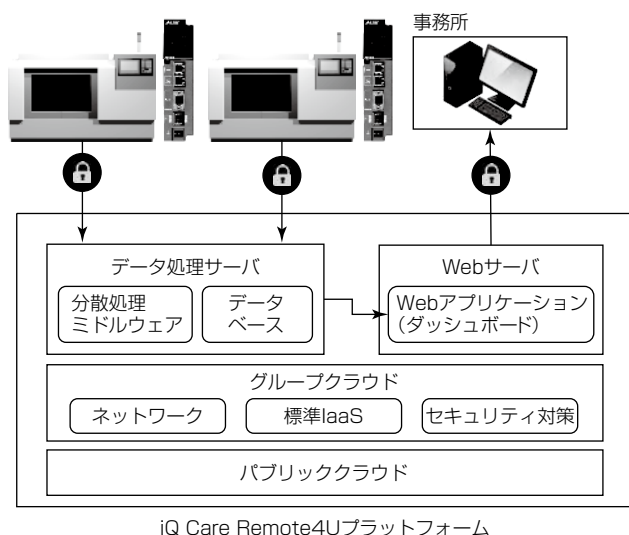 事務所
データ処理サーバ
分散処理
ミドルウェア
データ
ベース
Webサーバ
Webアプリケーション
（ダッシュボード）
グループクラウド
ネットワーク
標準IaaS
セキュリティ対策
パブリッククラウド
iQ Care Remote4Uプラットフォーム